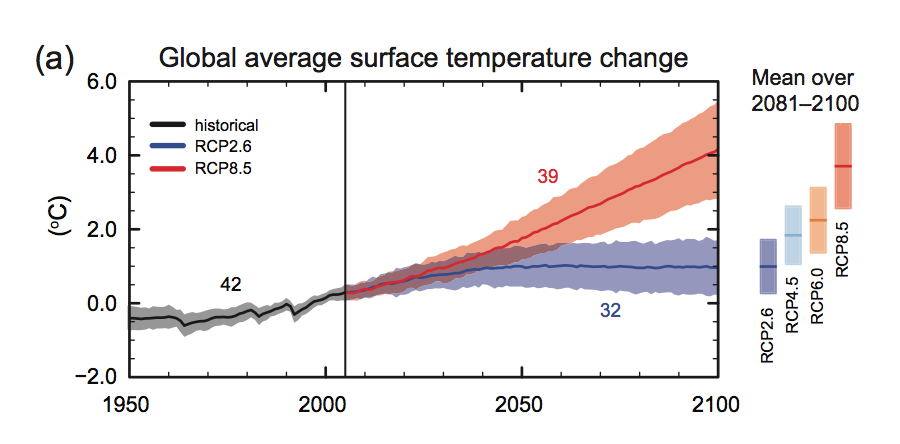 (a)
Global average surface temperature change
6.0
4.0
2.0
0.0
−2.0
(°C)
historical
RCP2.6
RCP8.5
42
39
32
1950
2000
2050
2100
Mean over
2081–2100
RCP2.6
RCP4.5
RCP6.0
RCP8.5